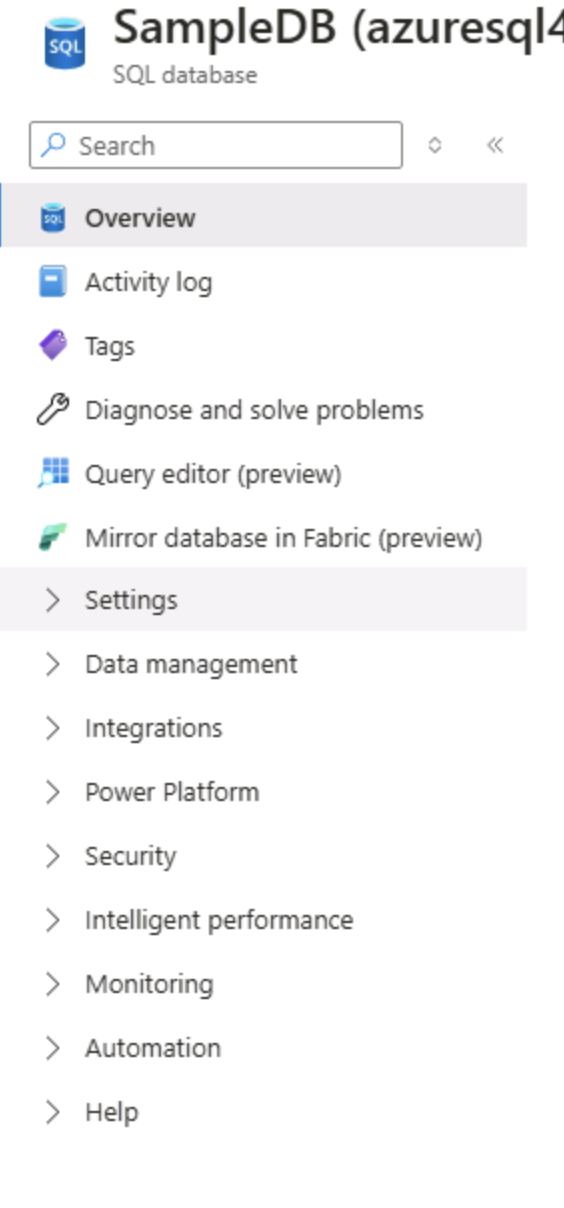 SampleDB (azuresql4
SQL
SQL database
Search
SQL
Overview
Activity log
Tags
Diagnose and solve problems
Query editor (preview)
Mirror database in Fabric (preview)
Settings
Data management
Integrations
Power Platform
Security
Intelligent performance
Monitoring
Automation
Help